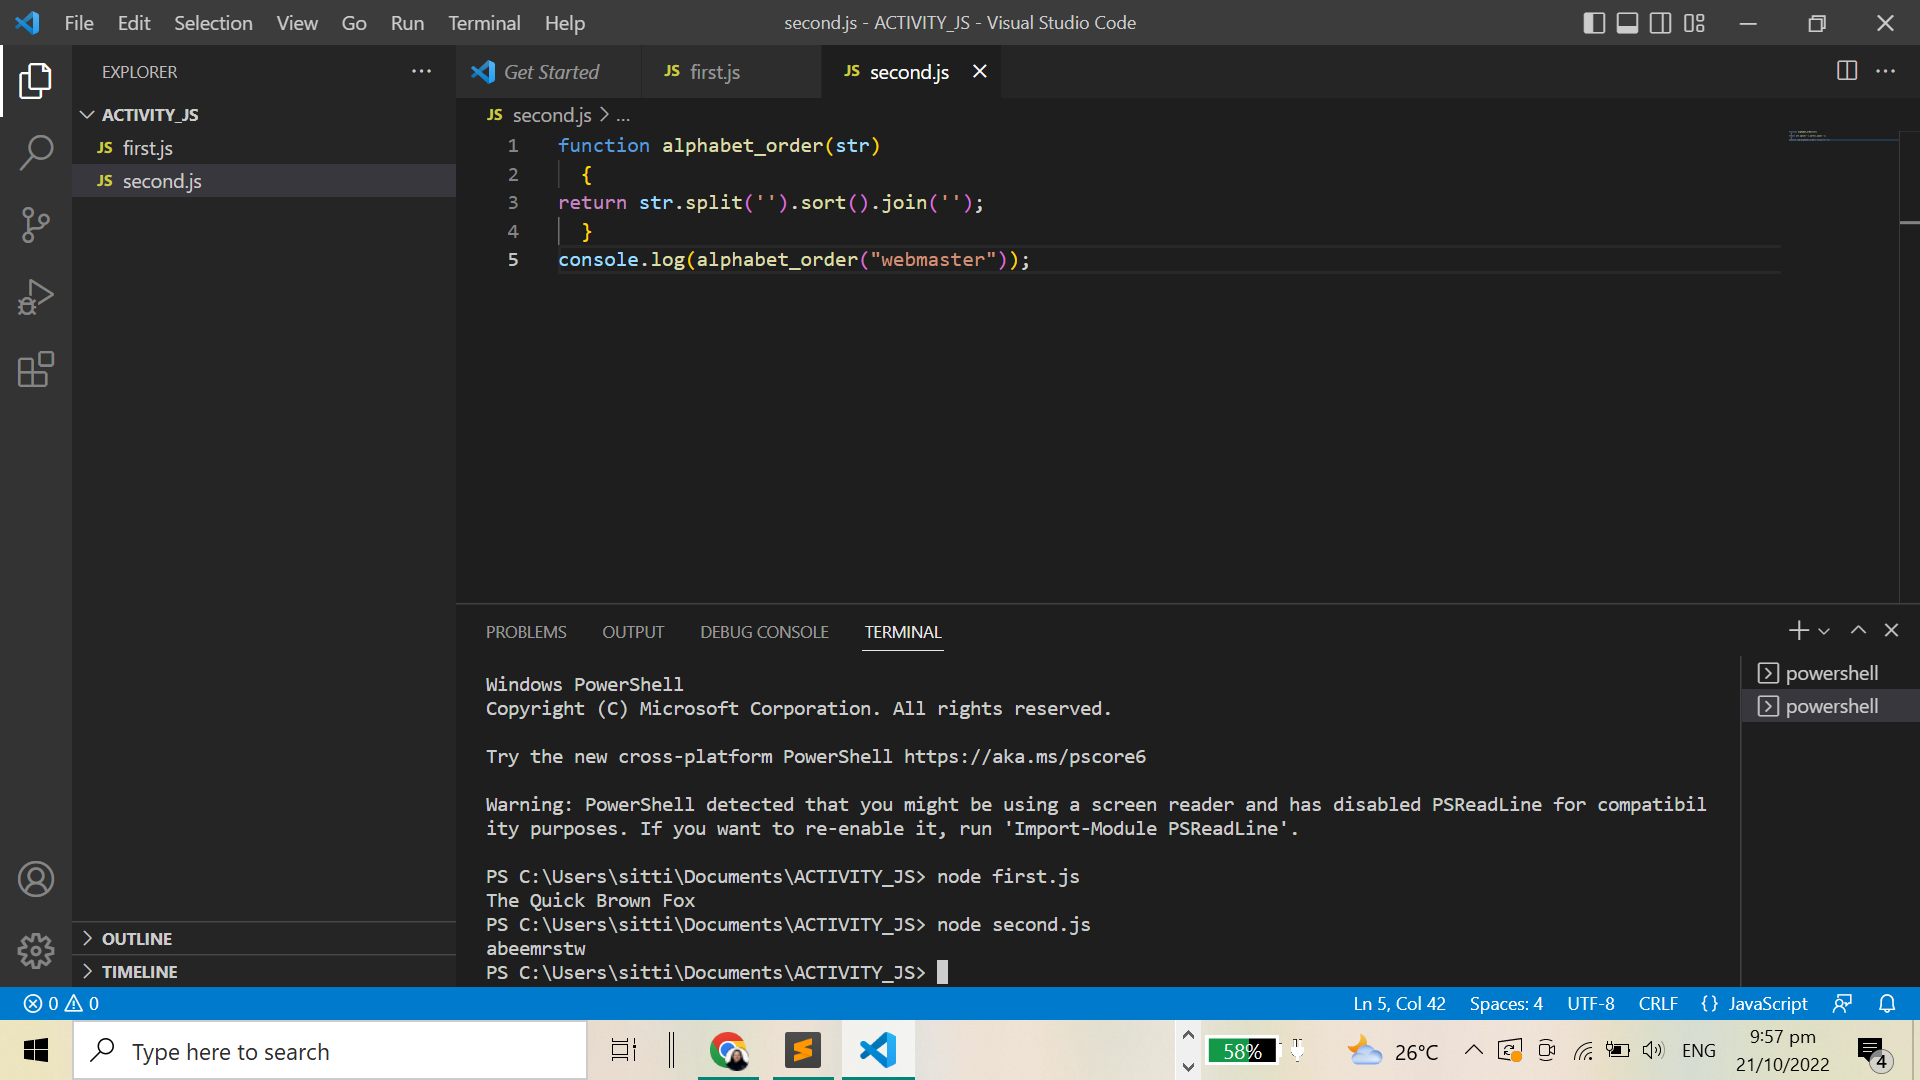 File Edit Selection View Go Run Terminal Help
second.js - ACTIVITY_JS - Visual Studio Code
EXPLORER
ACTIVITY_JS
JS first.js
JS second.js
OUTLINE
TIMELINE
Get Started
JS first.js
JS second.js
JS second.js > ...
1 function alphabet_order(str)
2 {
3 return str.split('').sort().join('');
4 }
5 console.log(alphabet_order("webmaster"));
PROBLEMS OUTPUT DEBUG CONSOLE TERMINAL
Windows PowerShell
Copyright (C) Microsoft Corporation. All rights reserved.
Try the new cross-platform PowerShell https://aka.ms/pscore6
Warning: PowerShell detected that you might be using a screen reader and has disabled PSReadLine for compatibil
ity purposes. If you want to re-enable it, run 'Import-Module PSReadLine'.
PS C:\Users\sitti\Documents\ACTIVITY_JS> node first.js
The Quick Brown Fox
PS C:\Users\sitti\Documents\ACTIVITY_JS> node second.js
abeemrstw
PS C:\Users\sitti\Documents\ACTIVITY_JS>
powershell
powershell
0 0
Ln 5, Col 42 Spaces: 4 UTF-8 CRLF {} JavaScript
Type here to search
58%
26°C
ENG
9:57 pm
21/10/2022
4